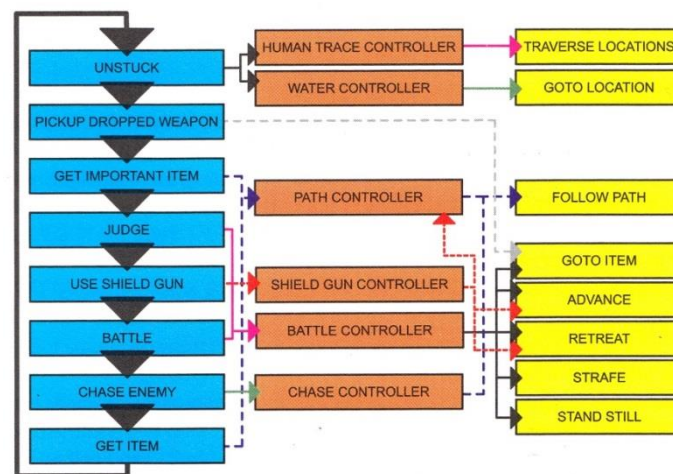 UNSTUCK
PICKUP DROPPED WEAPON
GET IMPORTANT ITEM
JUDGE
USE SHIELD GUN
BATTLE
CHASE ENEMY
GET ITEM
HUMAN TRACE CONTROLLER
WATER CONTROLLER
PATH CONTROLLER
SHIELD GUN CONTROLLER
BATTLE CONTROLLER
CHASE CONTROLLER
TRAVERSE LOCATIONS
GOTO LOCATION
FOLLOW PATH
GOTO ITEM
ADVANCE
RETREAT
STRAFE
STAND STILL